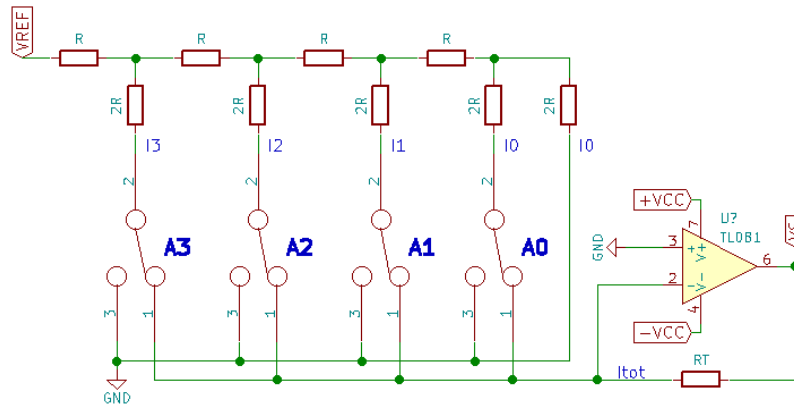 VREF
R R R R
2R 2R 2R 2R 2R
I3 I2 I1 I0 I0
2 2 2 2
A3 A2 A1 A0
3 1 3 1 3 1 3 1
GND
+VCC
U?
TL081
7
GND
3
+
V+
6
2
-
V-
4
-VCC
Itot
RT